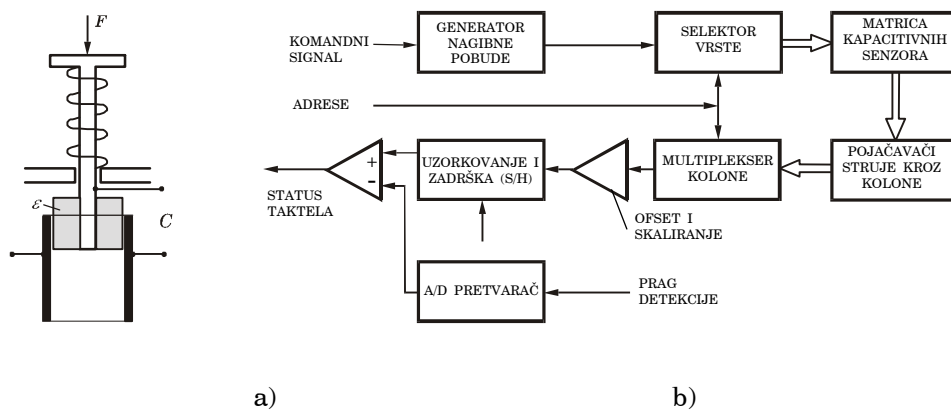 F
ε
C
KOMANDNI
SIGNAL
GENERATOR
NAGIBNE
POBUDE
SELEKTOR
VRSTE
MATRICA
KAPACITIVNIH
SENZORA
ADRESE
+
-
UZORKOVANJE I
ZADRŠKA (S/H)
MULTIPLEKSER
KOLONE
POJAČAVAČI
STRUJE KROZ
KOLONE
STATUS
TAKTELA
OFSET I
SKALIRANJE
A/D PRETVARAČ
PRAG
DETEKCIJE
a)
b)